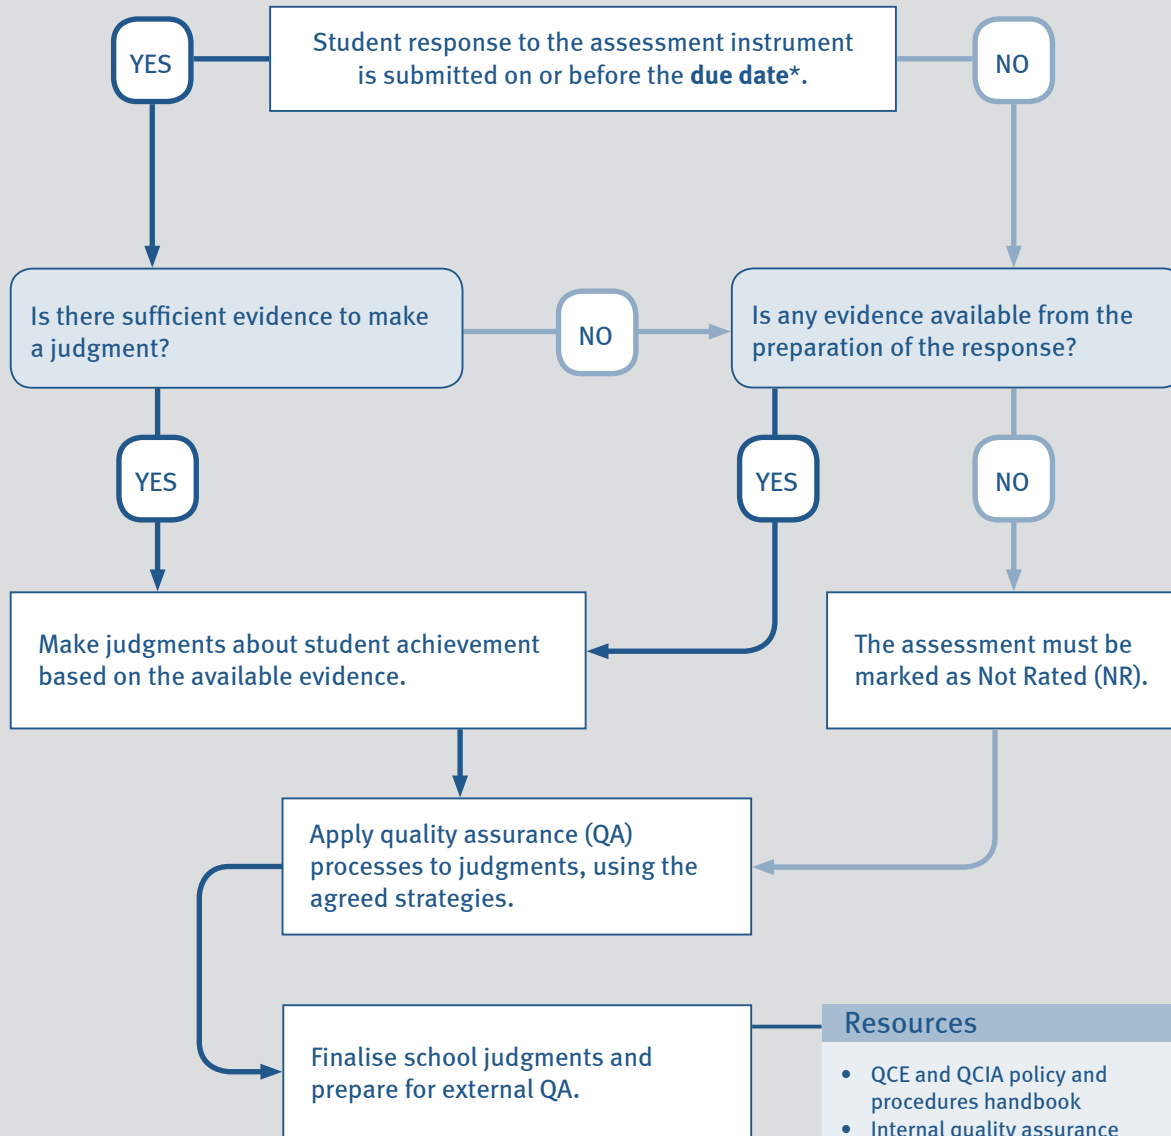 YES
Student response to the assessment instrument
is submitted on or before the due date*.
NO
Is there sufficient evidence to make
a judgment?
NO
Is any evidence available from the
preparation of the response?
YES
YES
NO
Make judgments about student achievement
based on the available evidence.
The assessment must be
marked as Not Rated (NR).
Apply quality assurance (QA)
processes to judgments, using the
agreed strategies.
Finalise school judgments and
prepare for external QA.
Resources
• QCE and QCIA policy and
procedures handbook
• Internal quality assurance